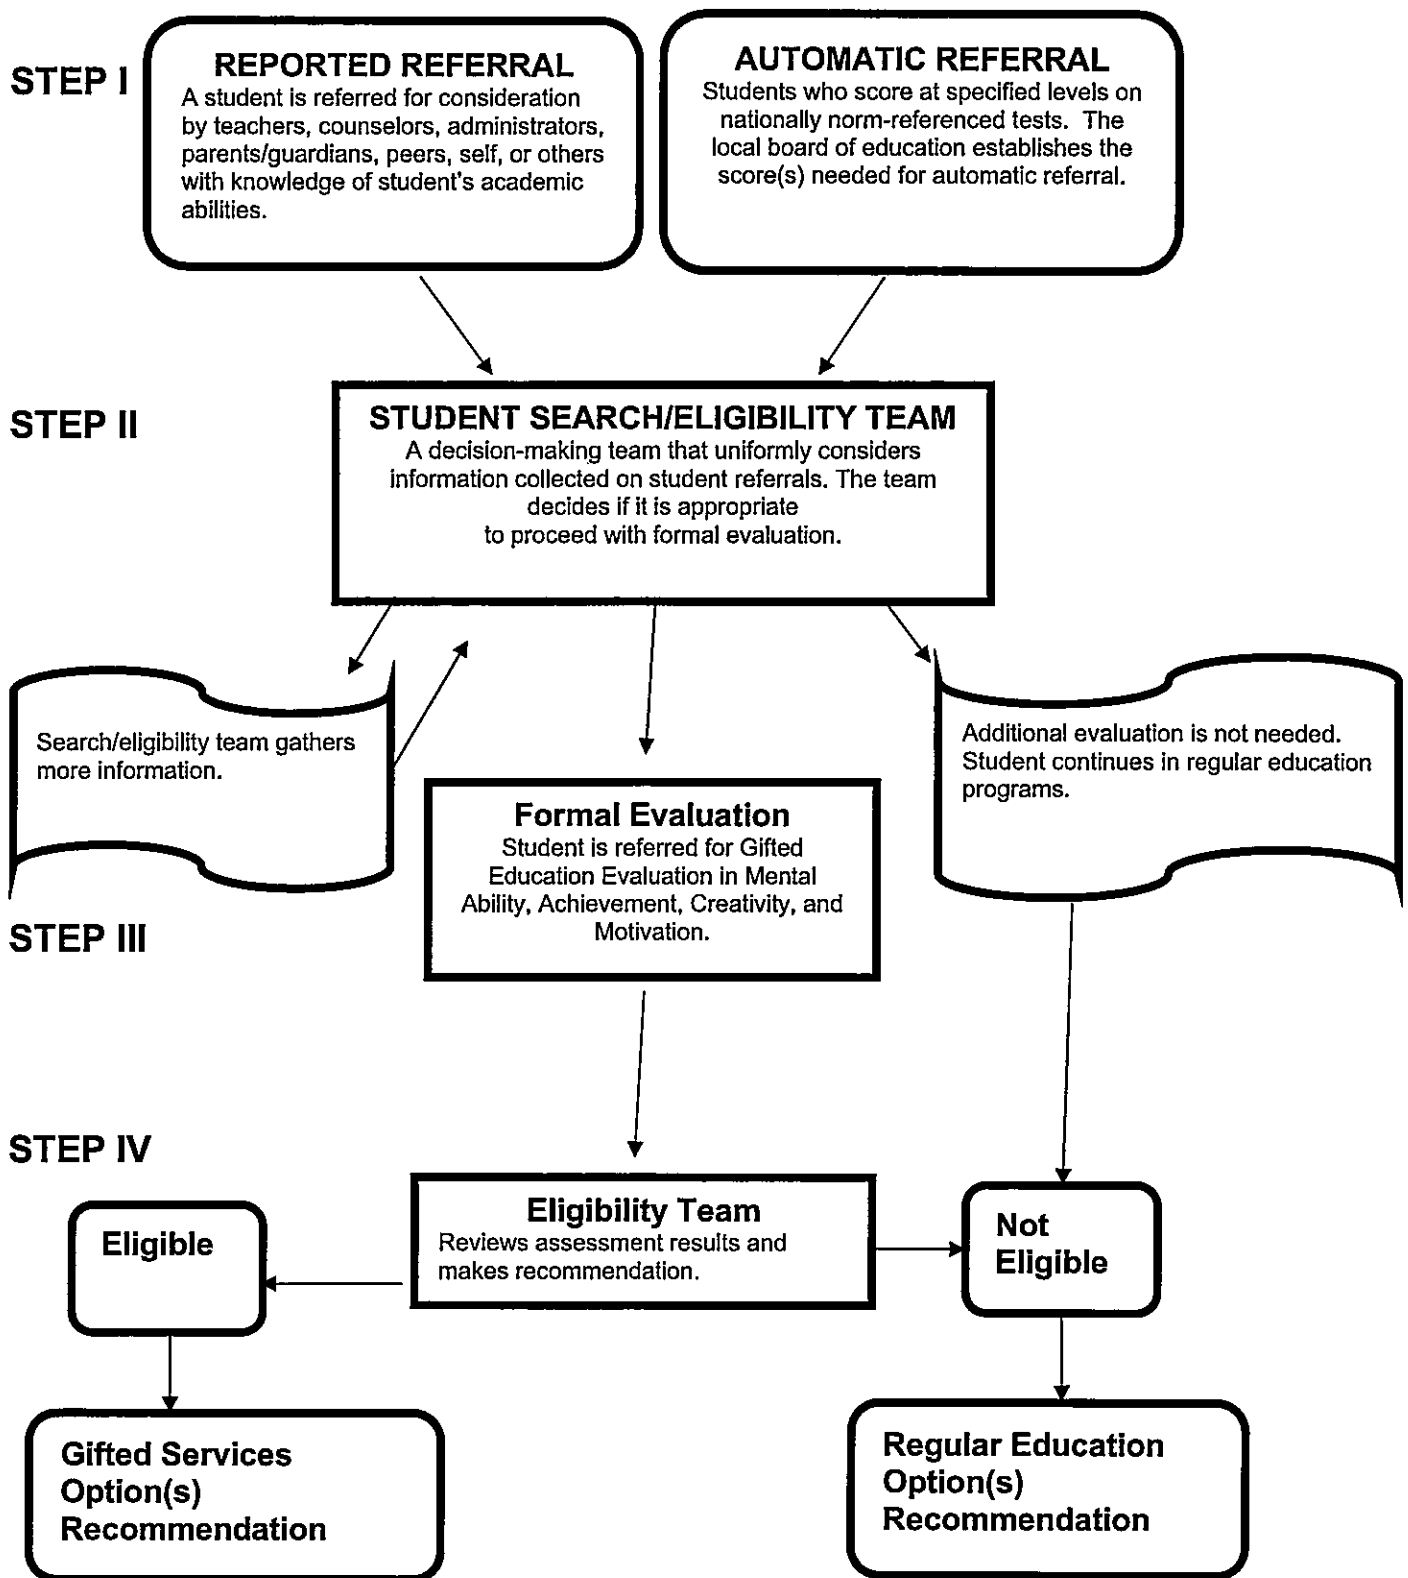 STEP I
REPORTED REFERRAL
A student is referred for consideration
by teachers, counselors, administrators,
parents/guardians, peers, self, or others
with knowledge of student's academic
abilities.
AUTOMATIC REFERRAL
Students who score at specified levels on
nationally norm-referenced tests. The
local board of education establishes the
score(s) needed for automatic referral.
STEP II
STUDENT SEARCH/ELIGIBILITY TEAM
A decision-making team that uniformly considers
information collected on student referrals. The team
decides if it is appropriate
to proceed with formal evaluation.
Search/eligibility team gathers
more information.
Additional evaluation is not needed.
Student continues in regular education
programs.
STEP III
Formal Evaluation
Student is referred for Gifted
Education Evaluation in Mental
Ability, Achievement, Creativity, and
Motivation.
STEP IV
Eligible
Eligibility Team
Reviews assessment results and
makes recommendation.
Not
Eligible
Gifted Services
Option(s)
Recommendation
Regular Education
Option(s)
Recommendation